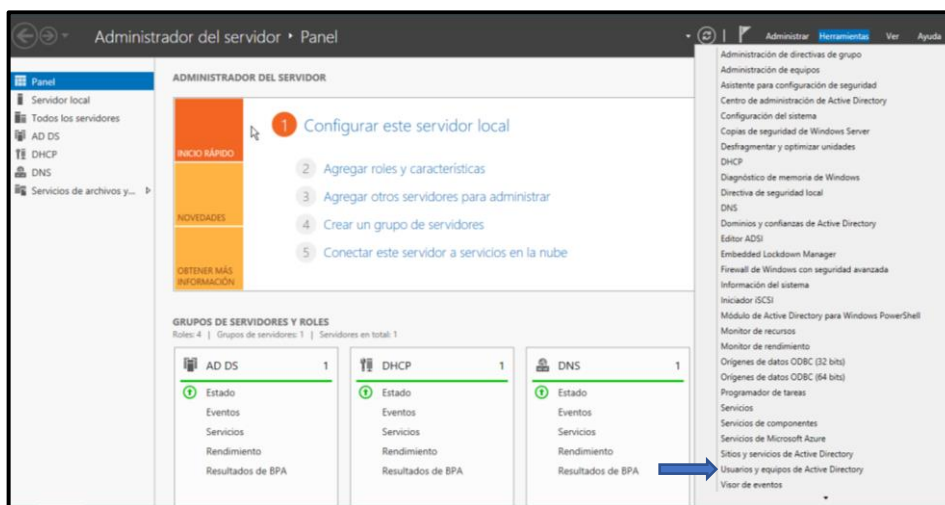 Administrador del servidor ‣ Panel
Administrar Herramientas Ver Ayuda
Panel
Servidor local
Todos los servidores
AD DS
DHCP
DNS
Servicios de archivos y...
ADMINISTRADOR DEL SERVIDOR
INICIO RÁPIDO
NOVEDADES
OBTENER MÁS
INFORMACIÓN
1 Configurar este servidor local
2 Agregar roles y características
3 Agregar otros servidores para administrar
4 Crear un grupo de servidores
5 Conectar este servidor a servicios en la nube
GRUPOS DE SERVIDORES Y ROLES
Roles: 4 | Grupos de servidores: 1 | Servidores en total: 1
AD DS 1
Estado
Eventos
Servicios
Rendimiento
Resultados de BPA
DHCP 1
Estado
Eventos
Servicios
Rendimiento
Resultados de BPA
DNS 1
Estado
Eventos
Servicios
Rendimiento
Resultados de BPA
Administración de directivas de grupo
Administración de equipos
Asistente para configuración de seguridad
Centro de administración de Active Directory
Configuración del sistema
Copias de seguridad de Windows Server
Desfragmentar y optimizar unidades
DHCP
Diagnóstico de memoria de Windows
Directiva de seguridad local
DNS
Dominios y confianzas de Active Directory
Editor ADSI
Embedded Lockdown Manager
Firewall de Windows con seguridad avanzada
Información del sistema
Iniciador iSCSI
Módulo de Active Directory para Windows PowerShell
Monitor de recursos
Monitor de rendimiento
Orígenes de datos ODBC (32 bits)
Orígenes de datos ODBC (64 bits)
Programador de tareas
Servicios
Servicios de componentes
Servicios de Microsoft Azure
Sitios y servicios de Active Directory
Usuarios y equipos de Active Directory
Visor de eventos